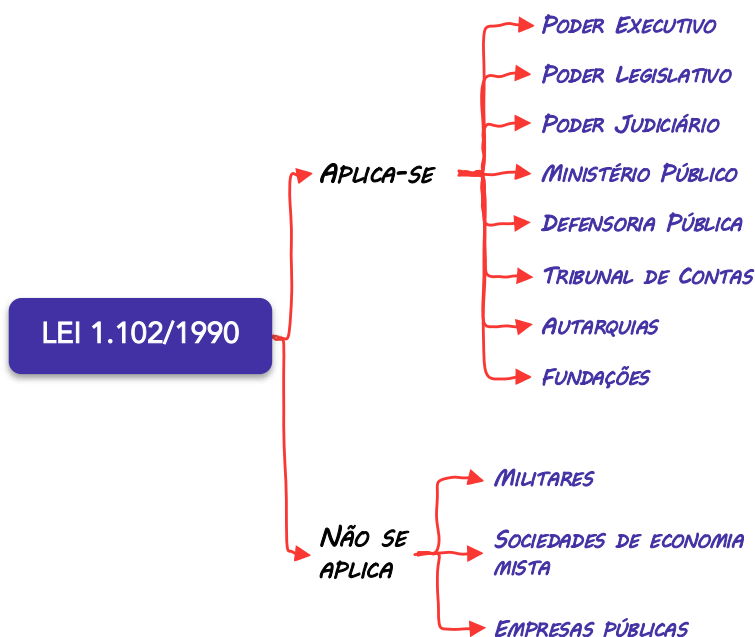 LEI 1.102/1990
Aplica-se
Poder Executivo
Poder Legislativo
Poder Judiciário
Ministério Público
Defensoria Pública
Tribunal de Contas
Autarquias
Fundações
Não se
aplica
Militares
Sociedades de economia
mista
Empresas públicas